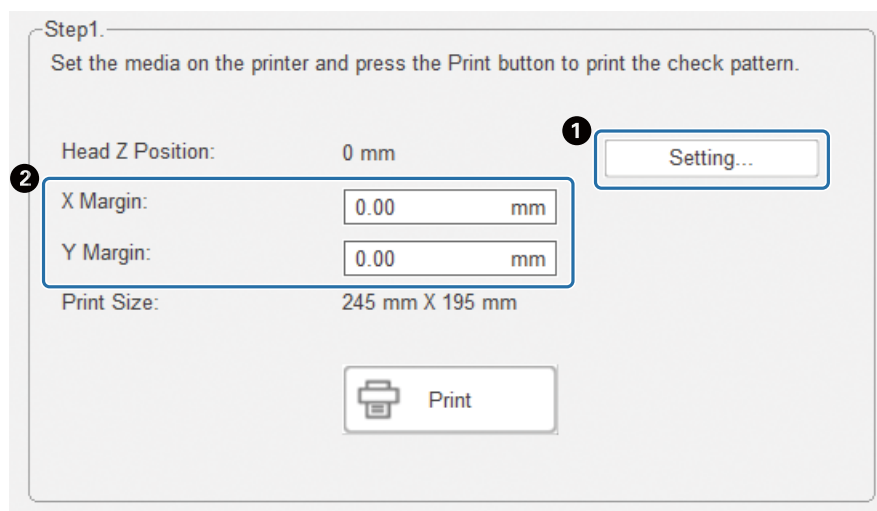 Step1.
Set the media on the printer and press the Print button to print the check pattern.
1
Head Z Position: 0 mm Setting...
2
X Margin: 0.00 mm
Y Margin: 0.00 mm
Print Size: 245 mm X 195 mm
Print